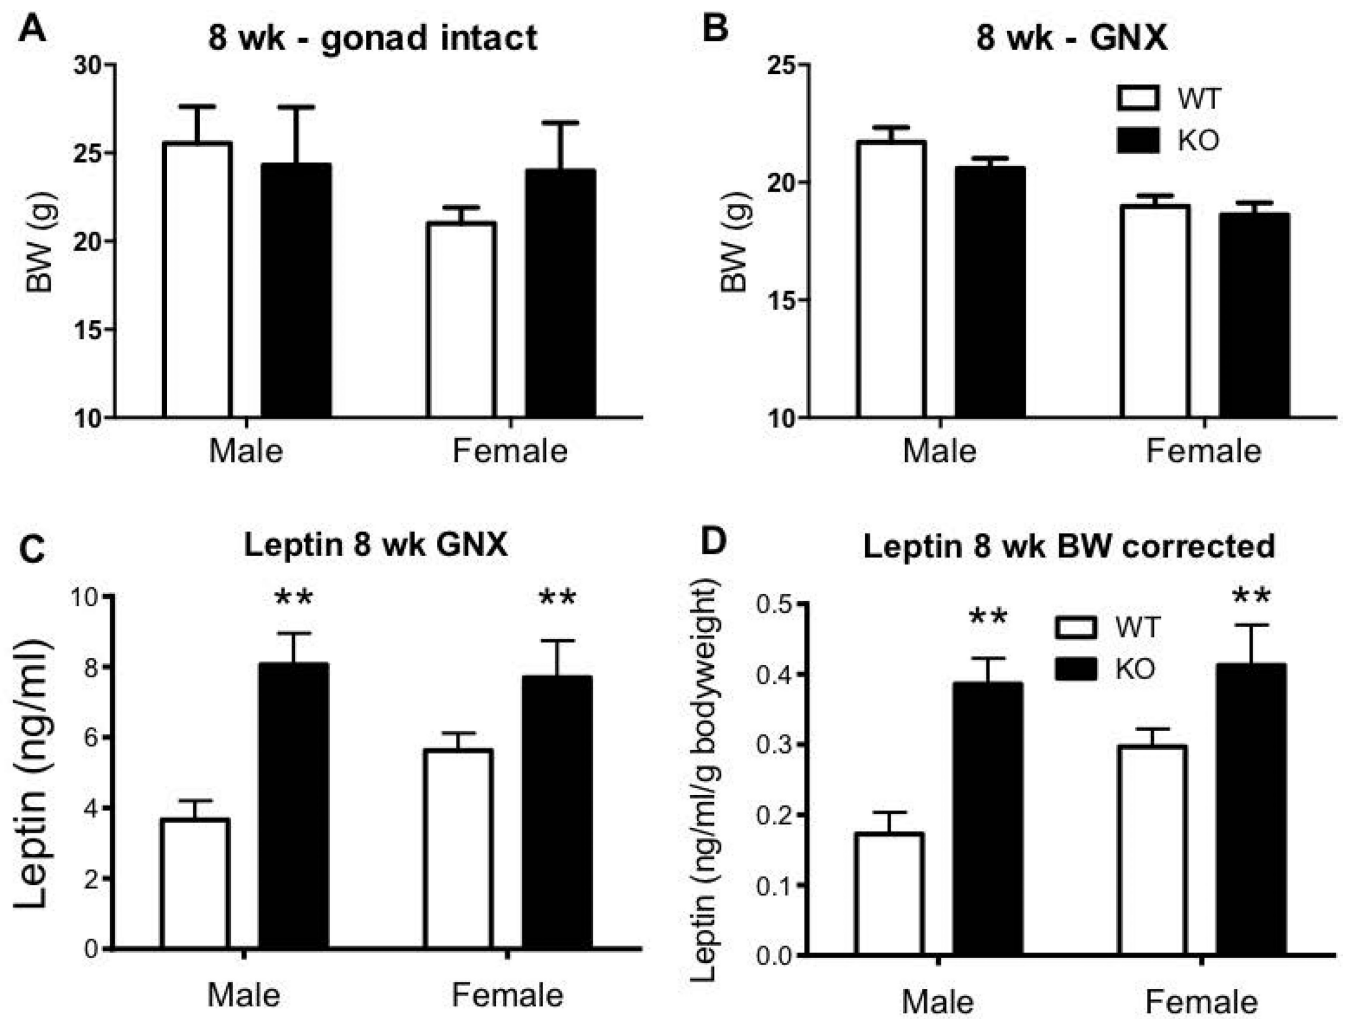 A
8 wk - gonad intact
BW (g)
30
25
20
15
10
Male
Female
B
8 wk - GNX
WT
KO
BW (g)
25
20
15
10
Male
Female
C
Leptin 8 wk GNX
Leptin (ng/ml)
10
8
6
4
2
0
**
**
Male
Female
D
Leptin 8 wk BW corrected
WT
KO
Leptin (ng/ml/g bodyweight)
0.5
0.4
0.3
0.2
0.1
0.0
**
**
Male
Female